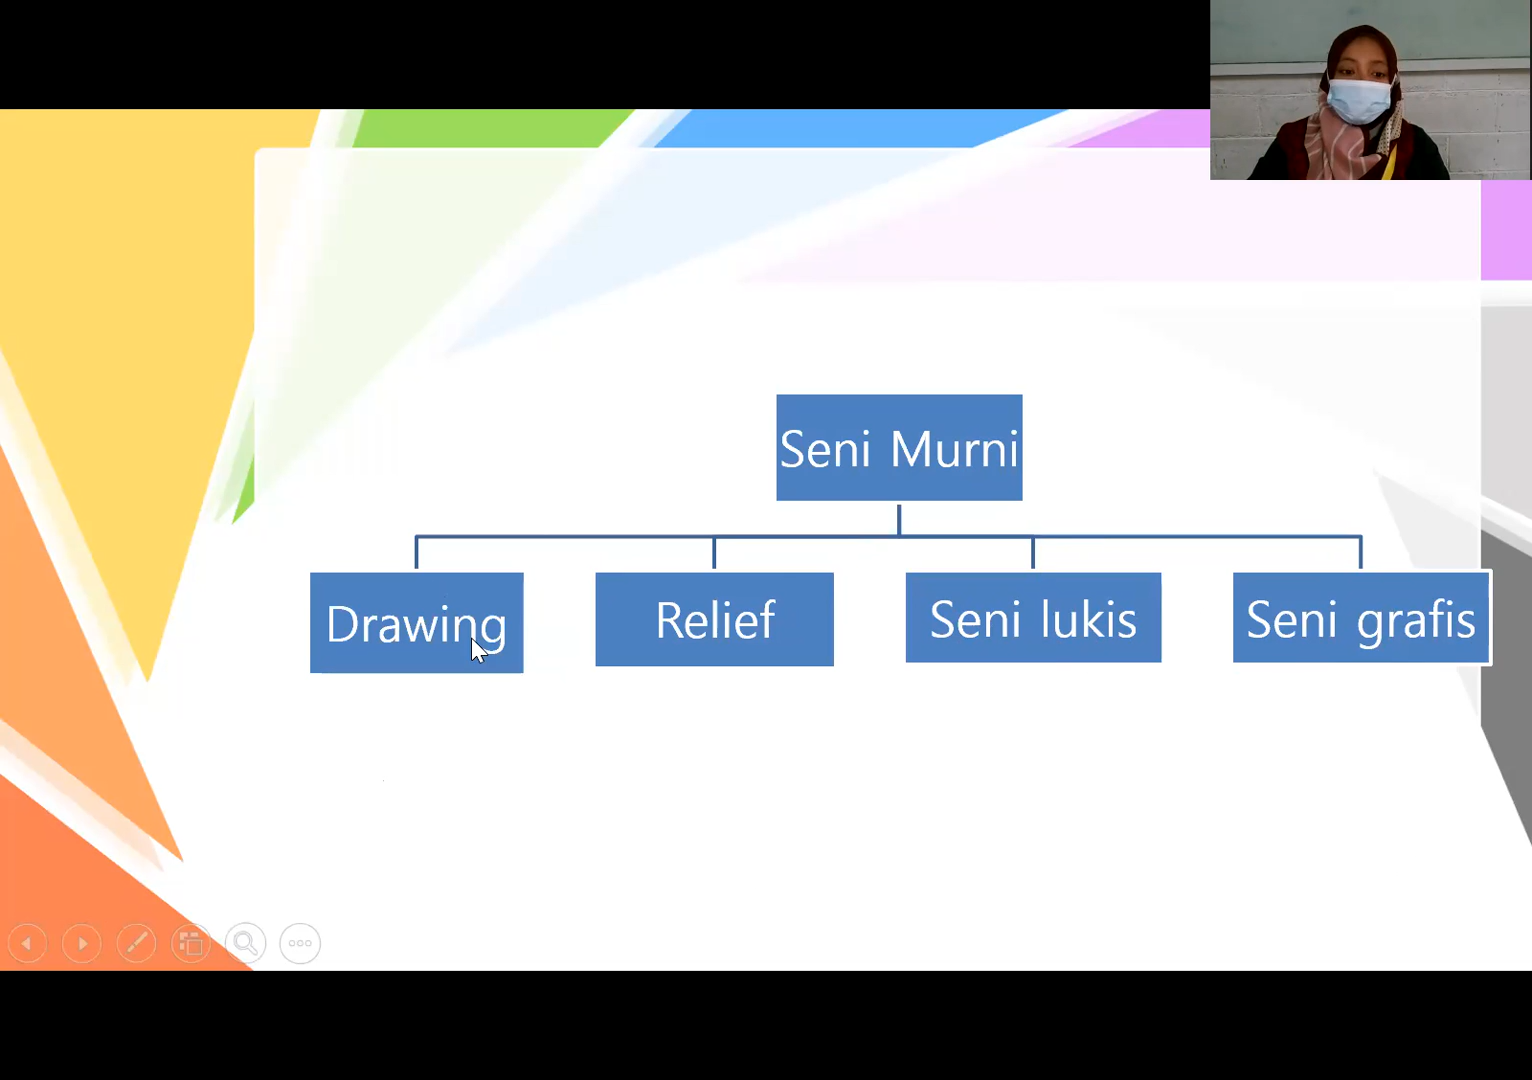 Seni Murni
Drawing
Relief
Seni lukis
Seni grafis